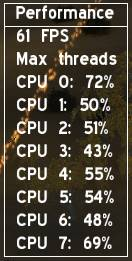 Performance
61 FPS
Max threads
CPU 0: 72%
CPU 1: 50%
CPU 2: 51%
CPU 3: 43%
CPU 4: 55%
CPU 5: 54%
CPU 6: 48%
CPU 7: 69%